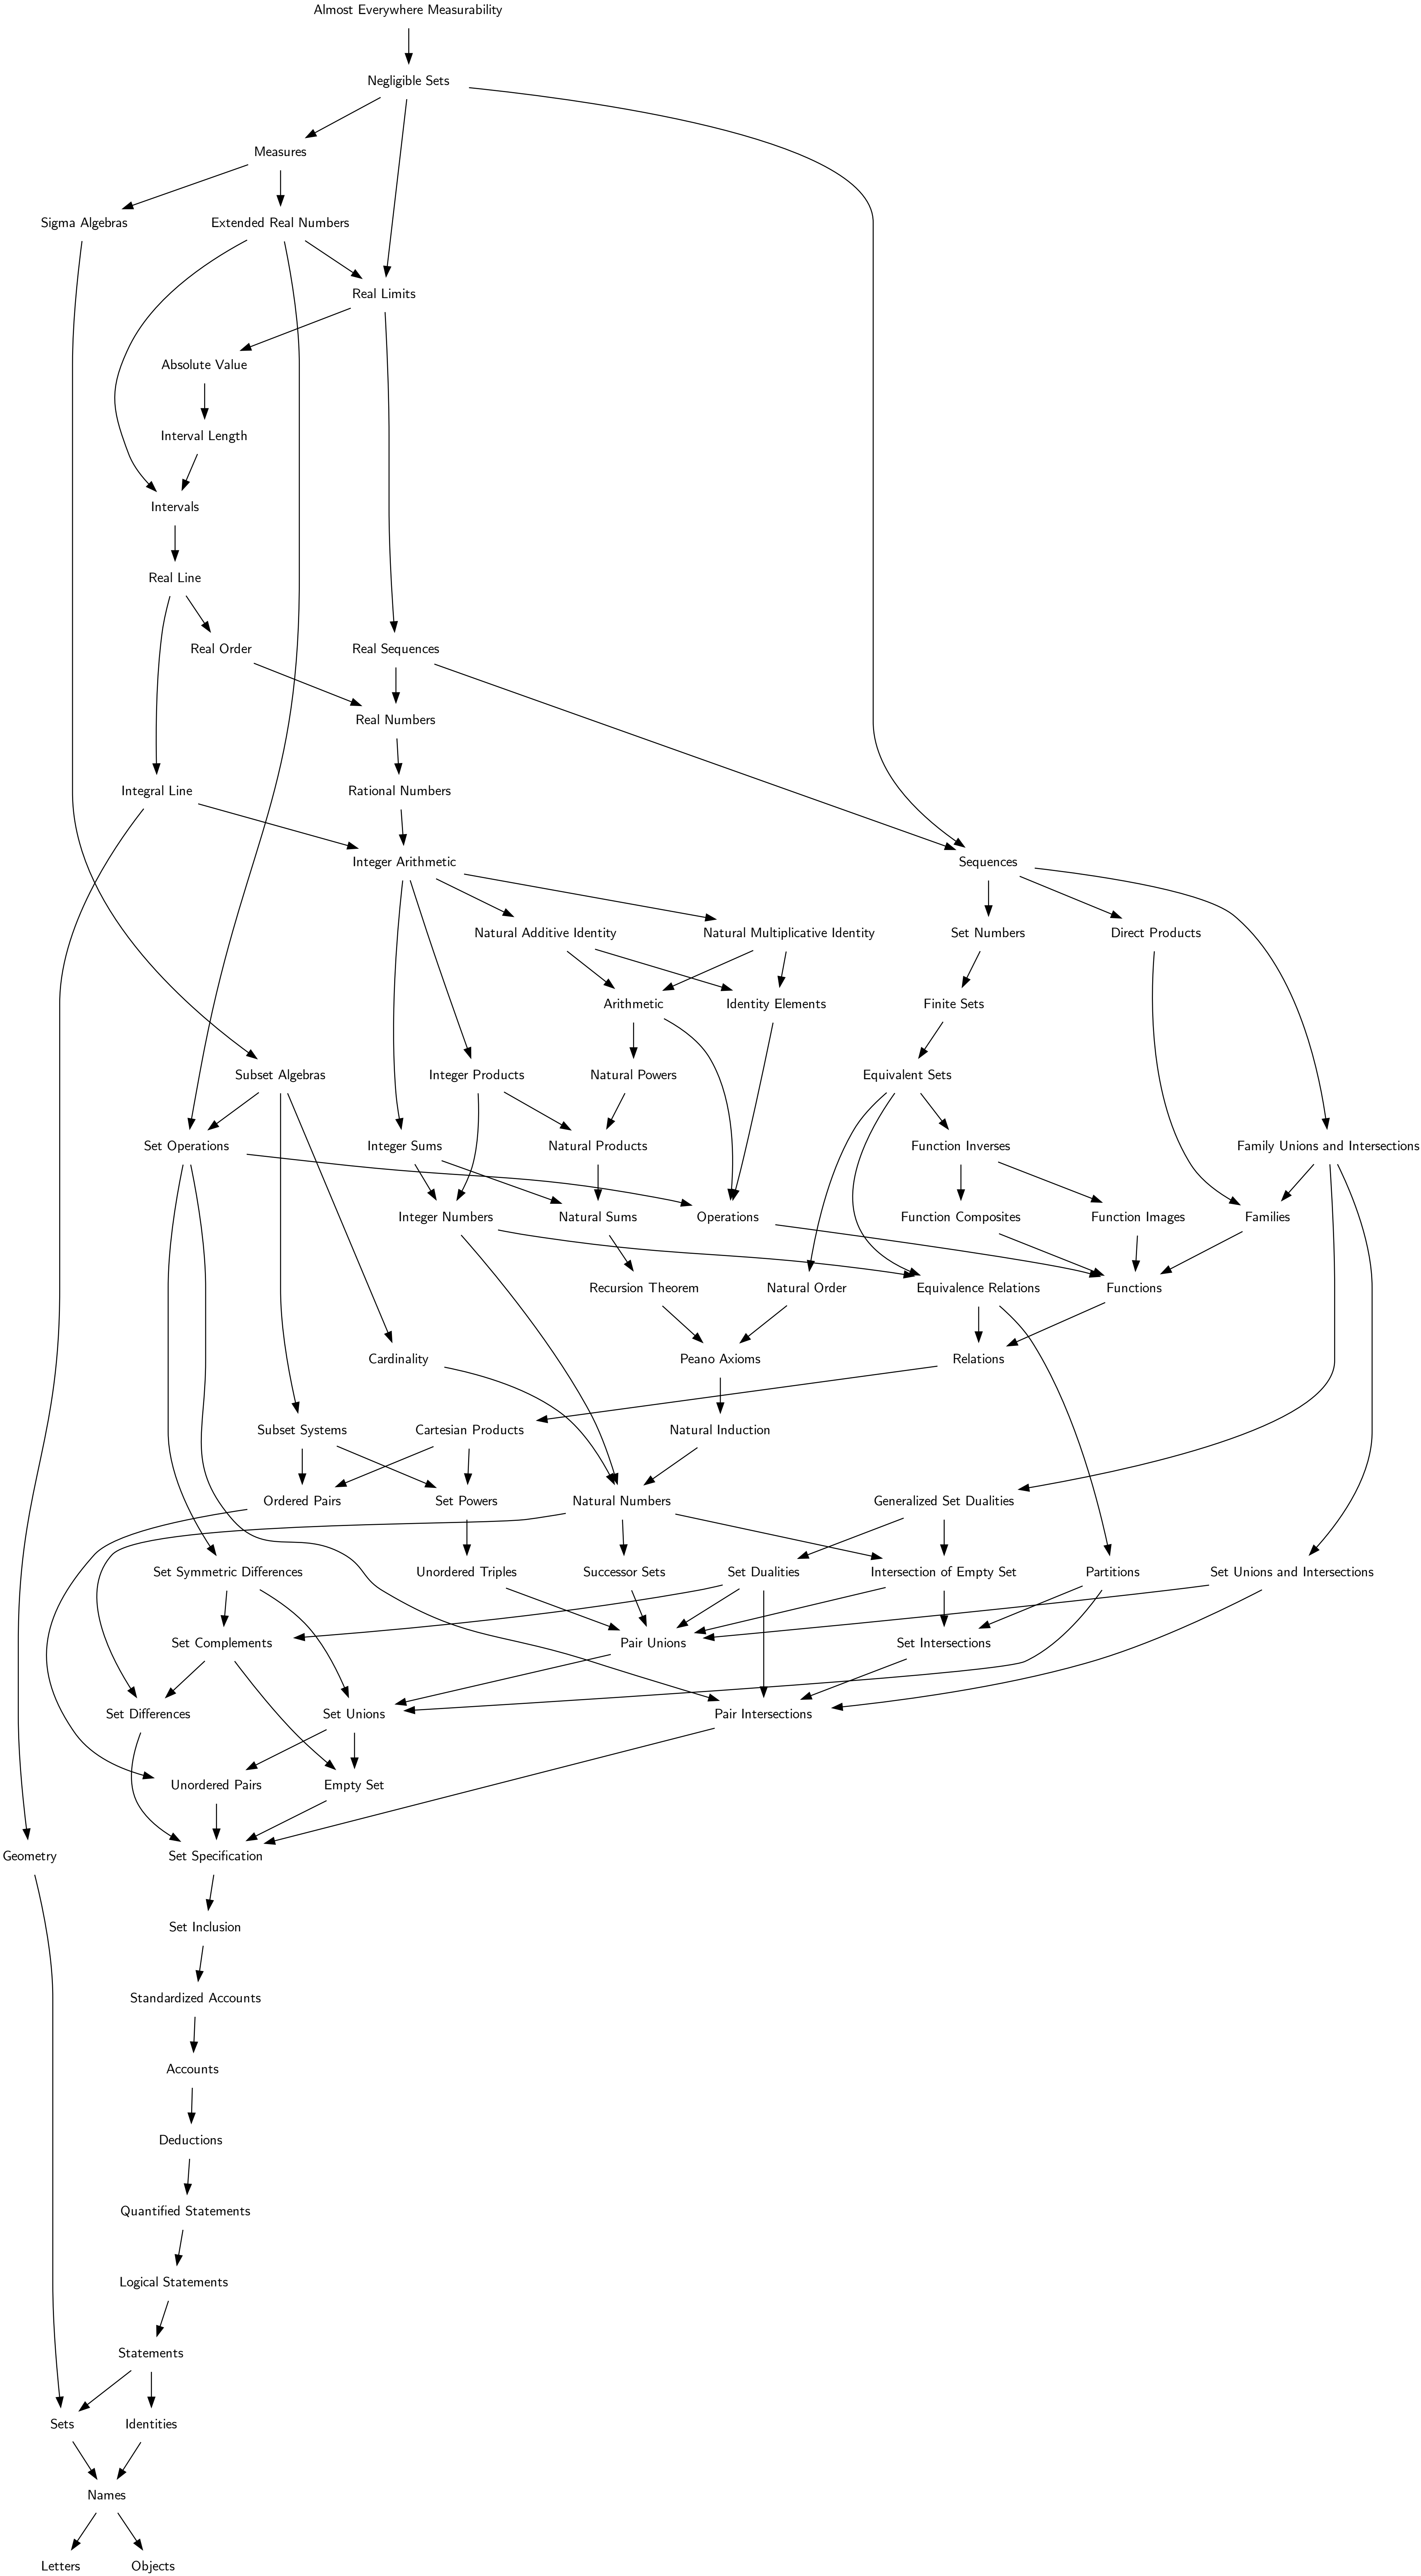 Almost Everywhere Measurability
Negligible Sets
Measures
Sigma Algebras
Extended Real Numbers
Real Limits
Absolute Value
Interval Length
Intervals
Real Line
Real Order
Real Sequences
Real Numbers
Integral Line
Rational Numbers
Integer Arithmetic
Sequences
Natural Additive Identity
Natural Multiplicative Identity
Set Numbers
Direct Products
Arithmetic
Identity Elements
Finite Sets
Subset Algebras
Integer Products
Natural Powers
Equivalent Sets
Set Operations
Integer Sums
Natural Products
Function Inverses
Family Unions and Intersections
Integer Numbers
Natural Sums
Operations
Function Composites
Function Images
Families
Recursion Theorem
Natural Order
Equivalence Relations
Functions
Cardinality
Peano Axioms
Relations
Subset Systems
Cartesian Products
Natural Induction
Ordered Pairs
Set Powers
Natural Numbers
Generalized Set Dualities
Set Symmetric Differences
Unordered Triples
Successor Sets
Set Dualities
Intersection of Empty Set
Partitions
Set Unions and Intersections
Set Complements
Pair Unions
Set Intersections
Set Differences
Set Unions
Pair Intersections
Unordered Pairs
Empty Set
Geometry
Set Specification
Set Inclusion
Standardized Accounts
Accounts
Deductions
Quantified Statements
Logical Statements
Statements
Sets
Identities
Names
Letters
Objects